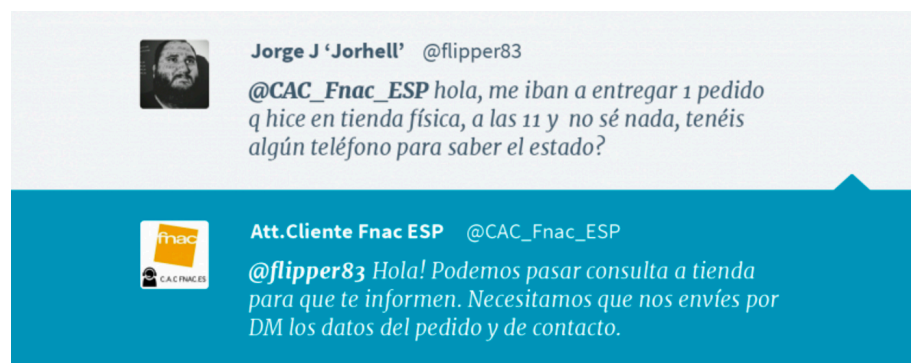 Jorge J ‘Jorhell’ @flipper83
@CAC_Fnac_ESP hola, me iban a entregar 1 pedido
q hice en tienda física, a las 11 y no sé nada, tenéis
algún teléfono para saber el estado?
Att.Cliente Fnac ESP @CAC_Fnac_ESP
fnac
C.A.C FNAC.ES
@flipper83 Hola! Podemos pasar consulta a tienda
para que te informen. Necesitamos que nos envíes por
DM los datos del pedido y de contacto.